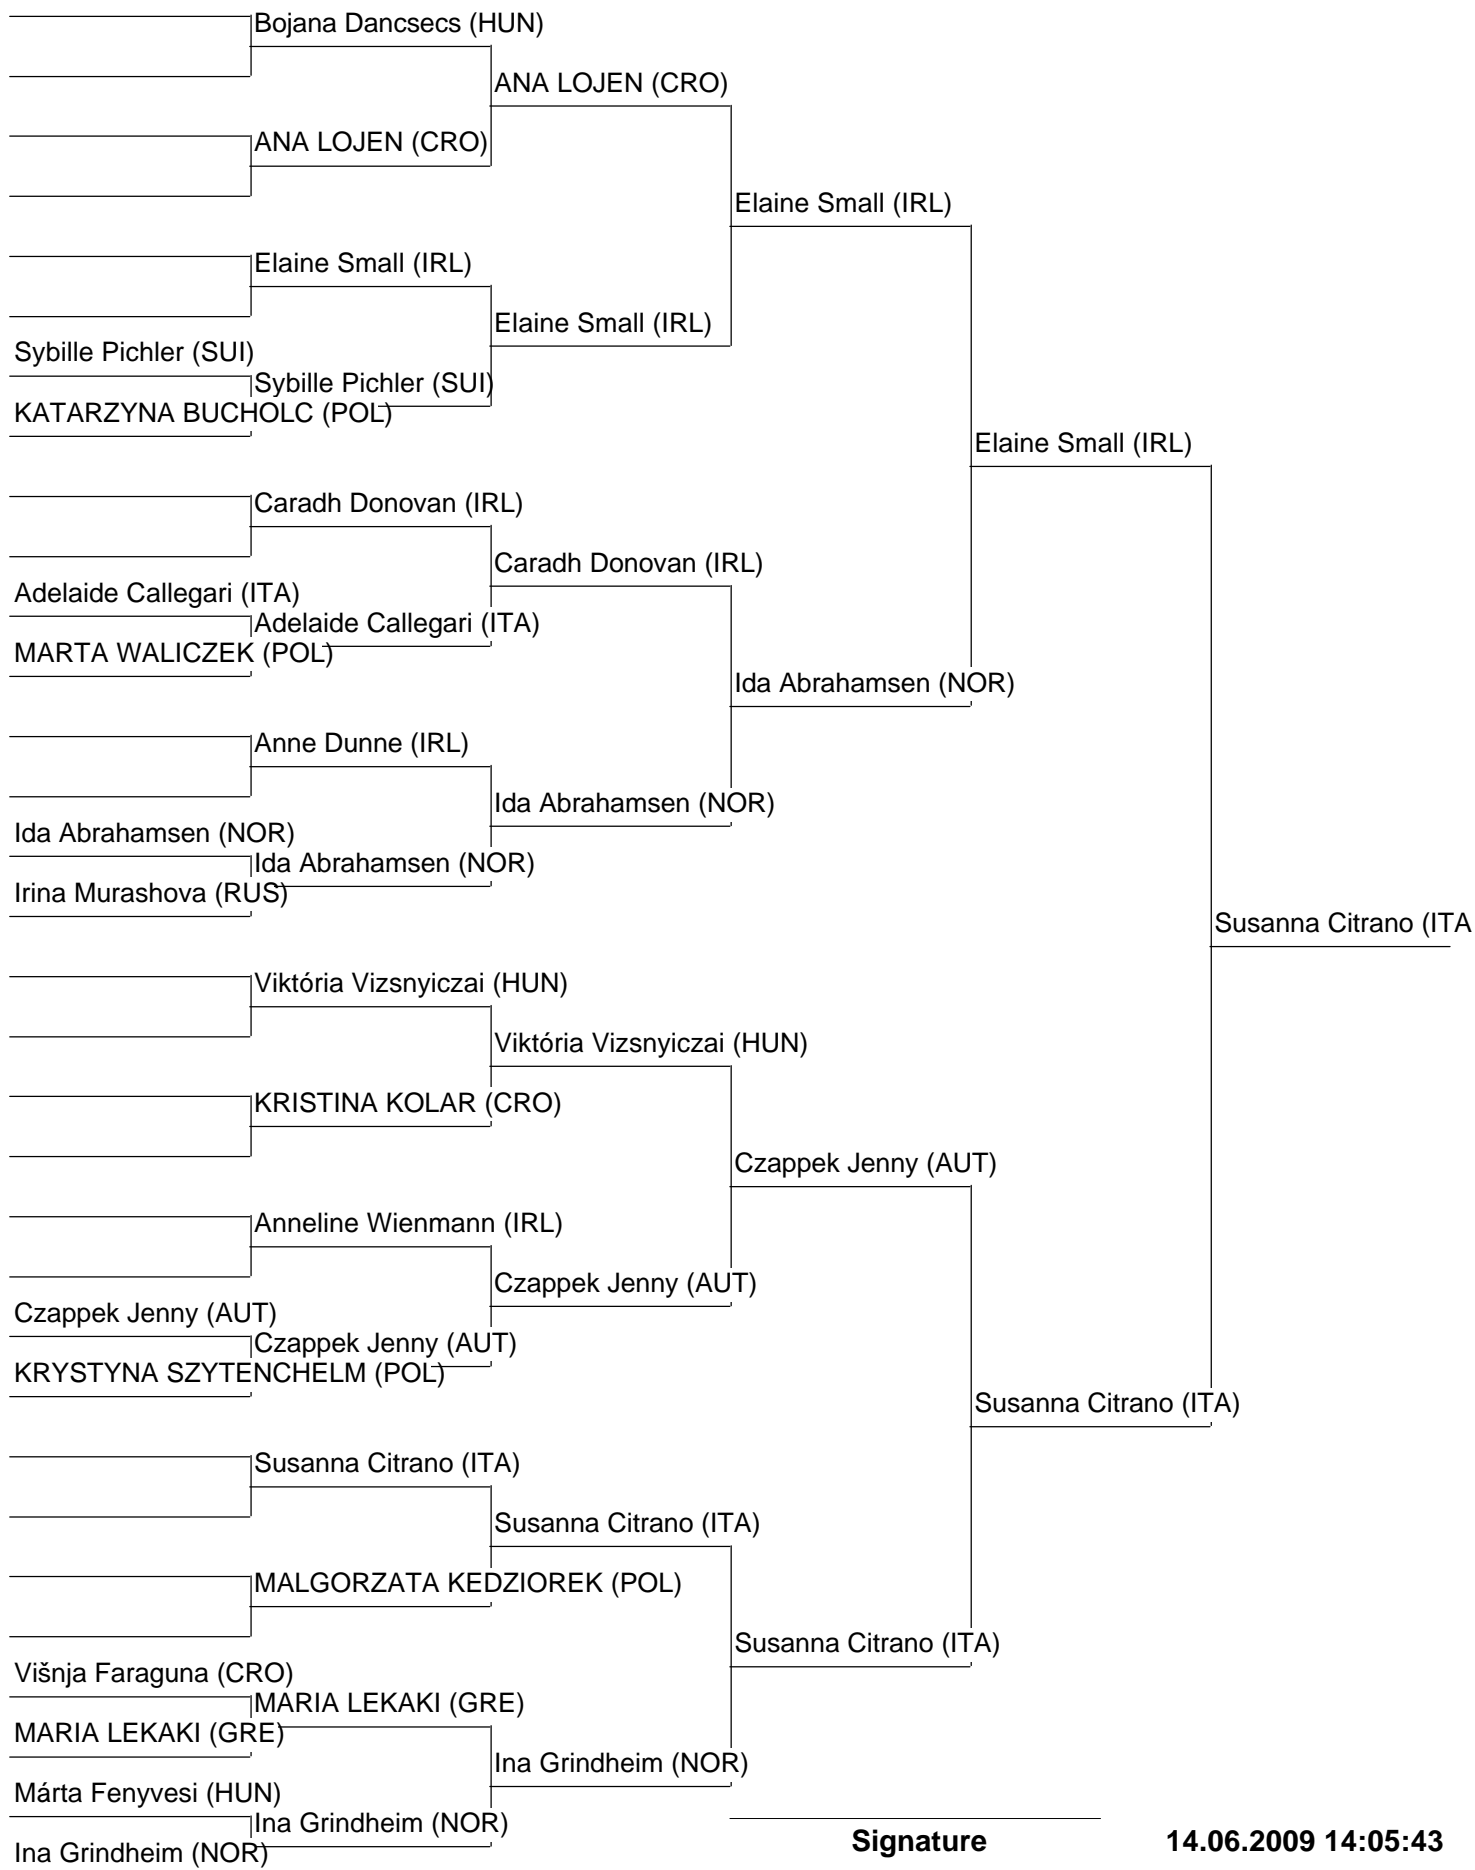 Bojana Dancsecs (HUN)
ANA LOJEN (CRO)
ANA LOJEN (CRO)
Elaine Small (IRL)
Elaine Small (IRL)
Elaine Small (IRL)
Sybille Pichler (SUI)
Sybille Pichler (SUI)
KATARZYNA BUCHOLC (POL)
Elaine Small (IRL)
Caradh Donovan (IRL)
Caradh Donovan (IRL)
Adelaide Callegari (ITA)
Adelaide Callegari (ITA)
MARTA WALICZEK (POL)
Ida Abrahamsen (NOR)
Anne Dunne (IRL)
Ida Abrahamsen (NOR)
Ida Abrahamsen (NOR)
Ida Abrahamsen (NOR)
Irina Murashova (RUS)
Susanna Citrano (ITA
Viktória Vizsnyiczai (HUN)
Viktória Vizsnyiczai (HUN)
KRISTINA KOLAR (CRO)
Czappek Jenny (AUT)
Anneline Wienmann (IRL)
Czappek Jenny (AUT)
Czappek Jenny (AUT)
Czappek Jenny (AUT)
KRYSTYNA SZYTENCHELM (POL)
Susanna Citrano (ITA)
Susanna Citrano (ITA)
Susanna Citrano (ITA)
MALGORZATA KEDZIOREK (POL)
Susanna Citrano (ITA)
Višnja Faraguna (CRO)
MARIA LEKAKI (GRE)
MARIA LEKAKI (GRE)
Ina Grindheim (NOR)
Márta Fenyvesi (HUN)
Ina Grindheim (NOR)
Ina Grindheim (NOR)
Signature
14.06.2009 14:05:43